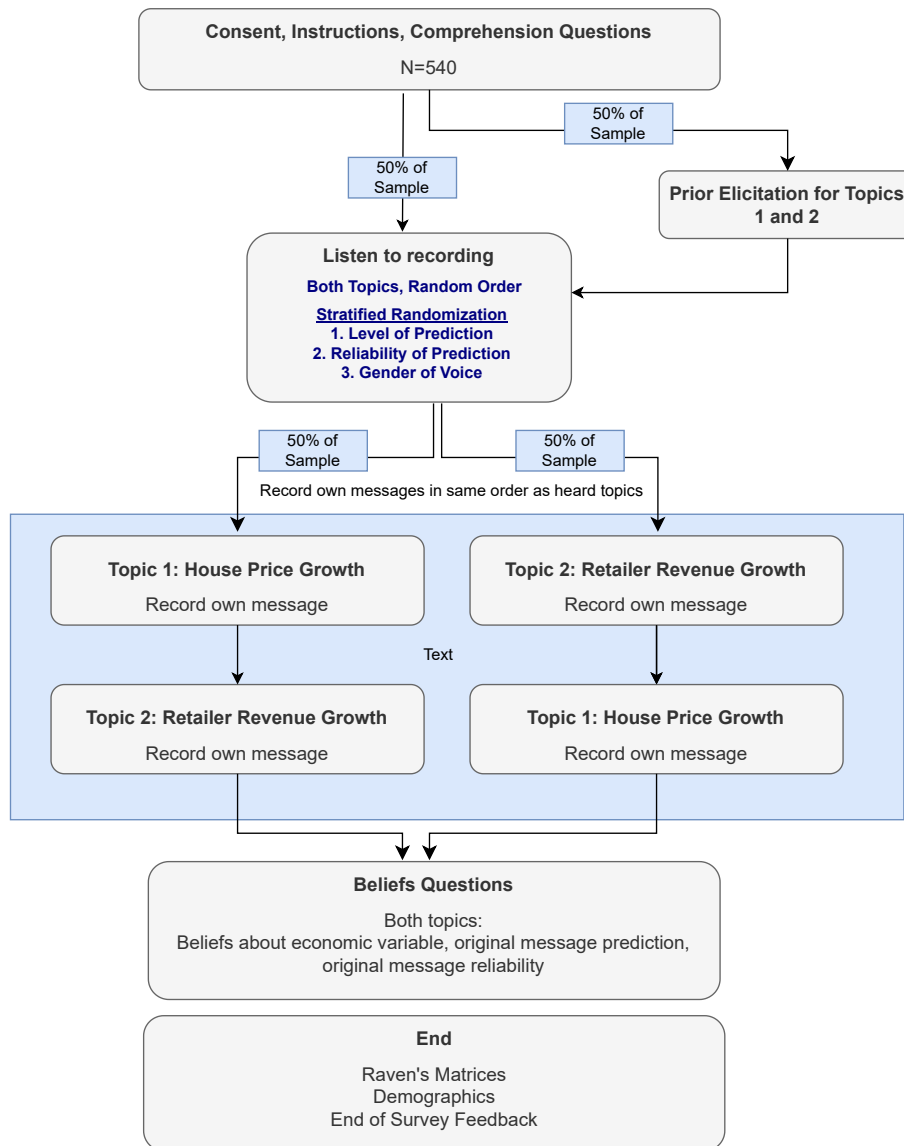 Consent, Instructions, Comprehension Questions
N=540
50% of
Sample
50% of
Sample
Prior Elicitation for Topics
1 and 2
Listen to recording
Both Topics, Random Order
Stratified Randomization
1. Level of Prediction
2. Reliability of Prediction
3. Gender of Voice
50% of
Sample
50% of
Sample
Record own messages in same order as heard topics
Topic 1: House Price Growth
Record own message
Topic 2: Retailer Revenue Growth
Record own message
Text
Topic 2: Retailer Revenue Growth
Record own message
Topic 1: House Price Growth
Record own message
Beliefs Questions
Both topics:
Beliefs about economic variable, original message prediction,
original message reliability
End
Raven's Matrices
Demographics
End of Survey Feedback